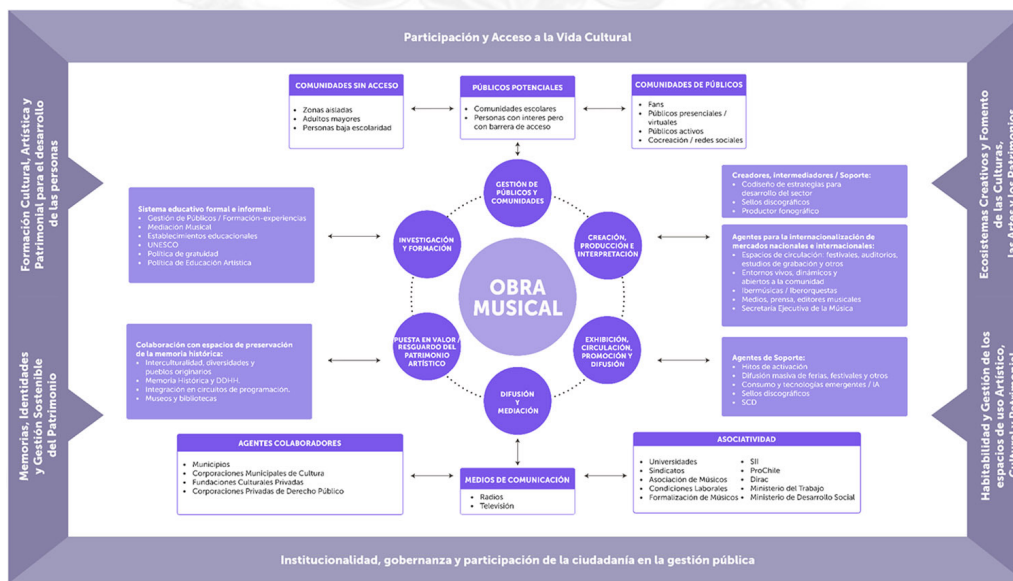 Participación y Acceso a la Vida Cultural
Formación Cultural, Artística y
Patrimonial para el desarrollo
de las personas
Memorias, Identidades
y Gestión Sostenible
del Patrimonio
COMUNIDADES SIN ACCESO
• Zonas aisladas
• Adultos mayores
• Personas baja escolaridad
PÚBLICOS POTENCIALES
• Comunidades escolares
• Personas con interes pero
con barrera de acceso
COMUNIDADES DE PÚBLICOS
• Fans
• Públicos presenciales /
virtuales
• Públicos activos
• Cocreación / redes sociales
Sistema educativo formal e informal:
• Gestión de Públicos / Formación-experiencias
• Mediación Musical
• Establecimientos educacionales
• UNESCO
• Política de gratuidad
• Política de Educación Artística
Colaboración con espacios de preservación
de la memoria histórica:
• Interculturalidad, diversidades y
pueblos originarios
• Memoria Histórica y DDHH.
• Integración en circuitos de programación.
• Museos y bibliotecas
GESTIÓN DE
PÚBLICOS Y
COMUNIDADES
INVESTIGACIÓN
Y FORMACIÓN
CREACIÓN,
PRODUCCIÓN E
INTERPRETACIÓN
OBRA
MUSICAL
PUESTA EN VALOR /
RESGUARDO DEL
PATRIMONIO
ARTÍSTICO
EXHIBICIÓN,
CIRCULACIÓN,
PROMOCIÓN Y
DIFUSIÓN
DIFUSIÓN
Y
MEDIACIÓN
Creadores, intermediadores / Soporte:
• Codiseño de estrategias para
desarrollo del sector
• Sellos discográficos
• Productor fonográfico
Agentes para la internacionalización de
mercados nacionales e internacionales:
• Espacios de circulación: festivales, auditorios,
estudios de grabación y otros
• Entornos vivos, dinámicos y
abiertos a la comunidad
• Ibermúsicas / Iberorquestas
• Medios, prensa, editores musicales
• Secretaría Ejecutiva de la Música
Agentes de Soporte:
• Hitos de activación
• Difusión masiva de ferias, festivales y otros
• Consumo y tecnologías emergentes / IA
• Sellos discográficos
• SCD
AGENTES COLABORADORES
• Municipios
• Corporaciones Municipales de Cultura
• Fundaciones Culturales Privadas
• Corporaciones Privadas de Derecho Público
MEDIOS DE COMUNICACIÓN
• Radios
• Televisión
ASOCIATIVIDAD
• Universidades
• Sindicatos
• Asociación de Músicos
• Condiciones Laborales
• Formalización de Músicos
• SII
• ProChile
• Dirac
• Ministerio del Trabajo
• Ministerio de Desarrollo Social
Ecosistemas Creativos y Fomento
de las Culturas,
las Artes y los Patrimonios
Habitabilidad y Gestión de los
espacios de uso Artístico,
Cultural y Patrimonial
Institucionalidad, gobernanza y participación de la ciudadanía en la gestión pública